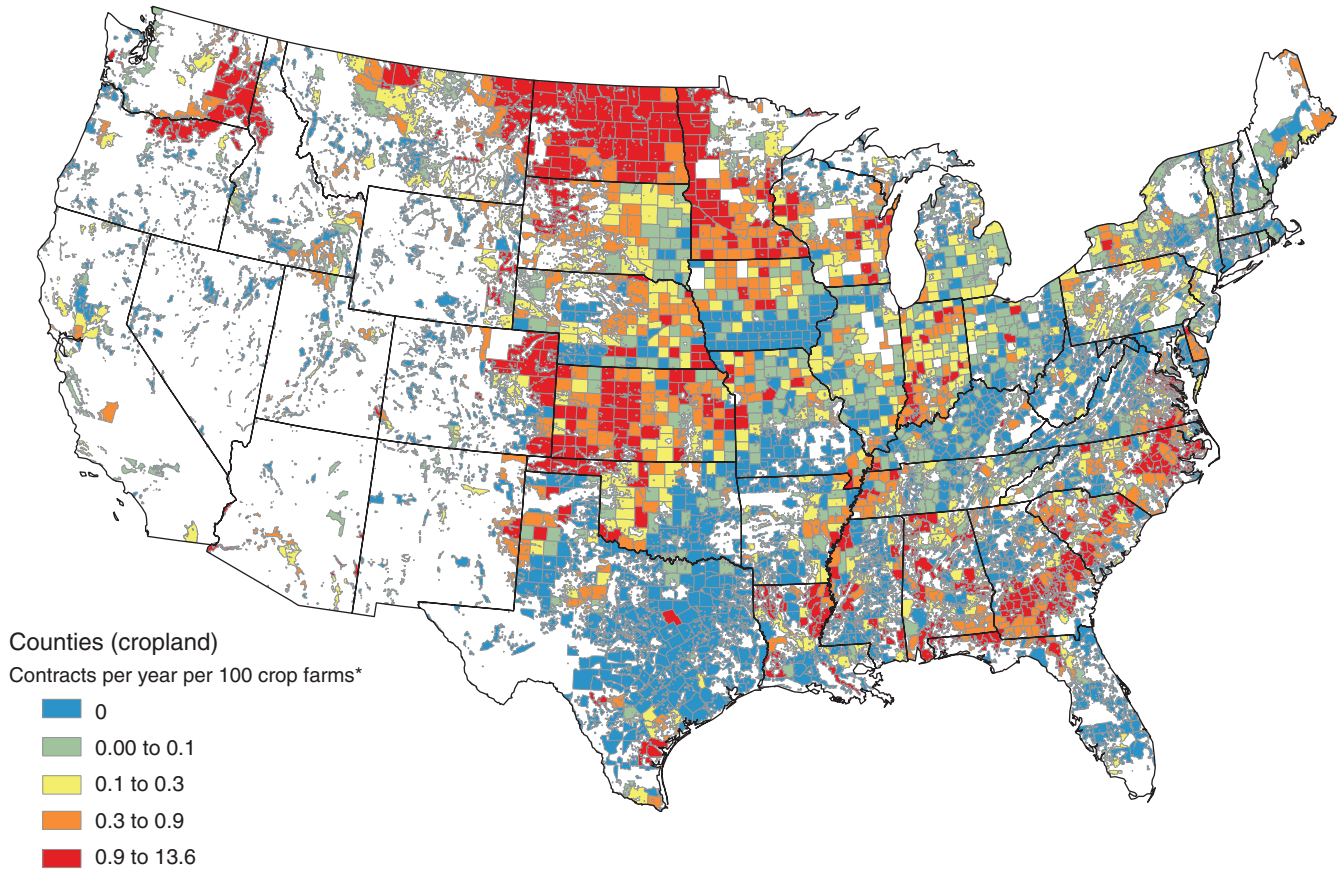 Counties (cropland)
Contracts per year per 100 crop farms*
0
0.00 to 0.1
0.1 to 0.3
0.3 to 0.9
0.9 to 13.6